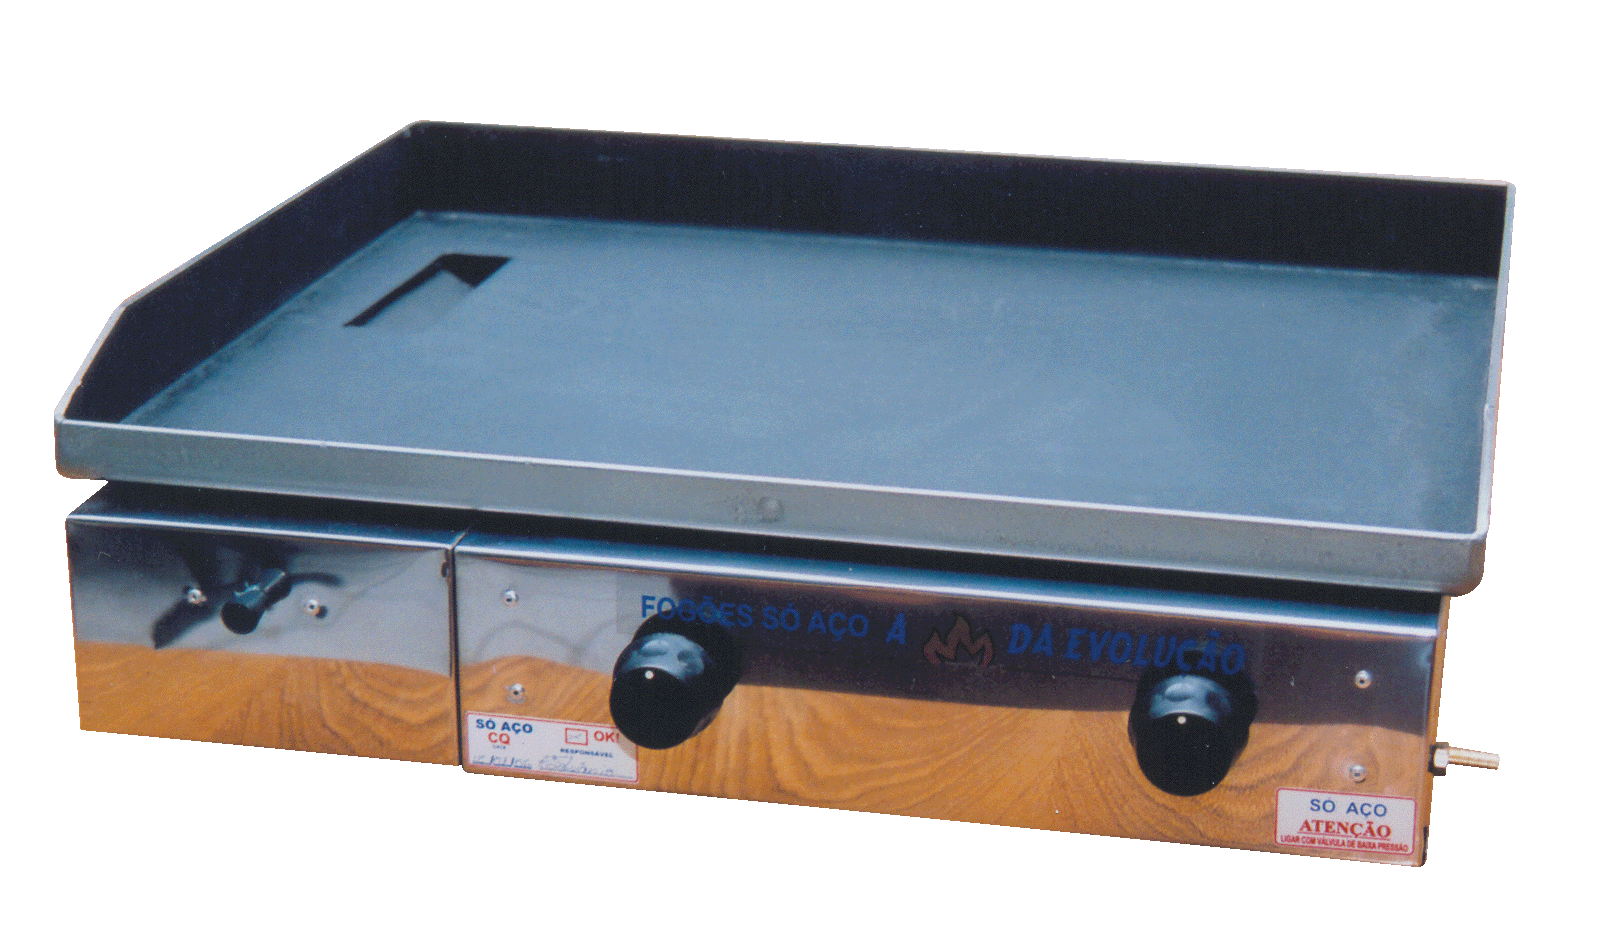 FOGÕES SÓ AÇO A DA EVOLUÇÃO
SÓ AÇO
CQ
OK!
RESPONSÁVEL
SÓ AÇO
ATENÇÃO
LIGAR COM VÁLVULA DE BAIXA PRESSÃO